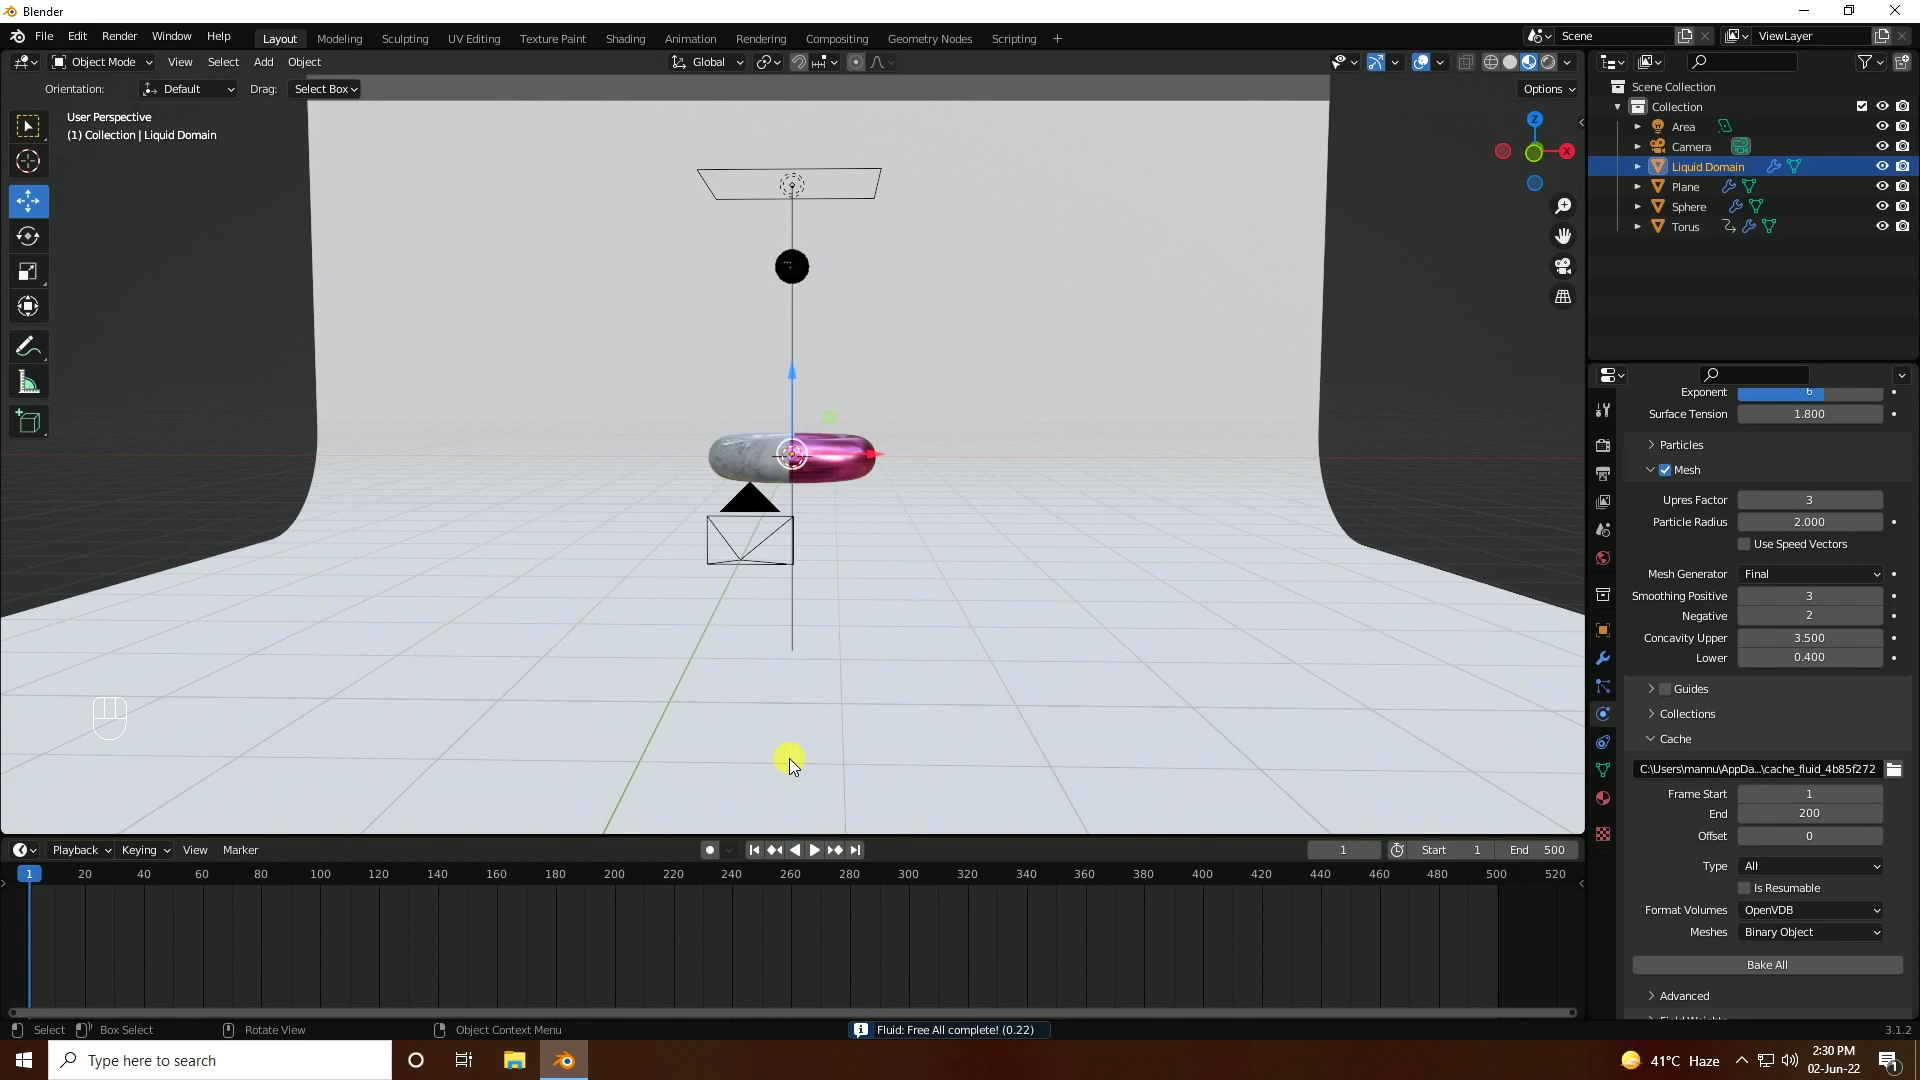 Blender
File Edit Render Window Help
Layout Modeling Sculpting UV Editing Texture Paint Shading Animation Rendering Compositing Geometry Nodes Scripting +
Scene
ViewLayer
Object Mode View Select Add Object
Global
Orientation: Default Drag: Select Box
Options
User Perspective
(1) Collection | Liquid Domain
Z
X
Scene Collection
Collection
Area
Camera
Liquid Domain
Plane
Sphere
Torus
Exponent 6
Surface Tension 1.800
Particles
Mesh
Upres Factor 3
Particle Radius 2.000
Use Speed Vectors
Mesh Generator Final
Smoothing Positive 3
Negative 2
Concavity Upper 3.500
Lower 0.400
Guides
Collections
Cache
C:\Users\mannu\AppDa...\cache_fluid_4b85f272
Frame Start 1
End 200
Offset 0
Type All
Is Resumable
Format Volumes OpenVDB
Meshes Binary Object
Bake All
Advanced
Playback Keying View Marker
1 Start 1 End 500
1 20 40 60 80 100 120 140 160 180 200 220 240 260 280 300 320 340 360 380 400 420 440 460 480 500 520
Select Box Select Rotate View Object Context Menu
Fluid: Free All complete! (0.22)
3.1.2
Type here to search
41°C Haze
2:30 PM
02-Jun-22
1